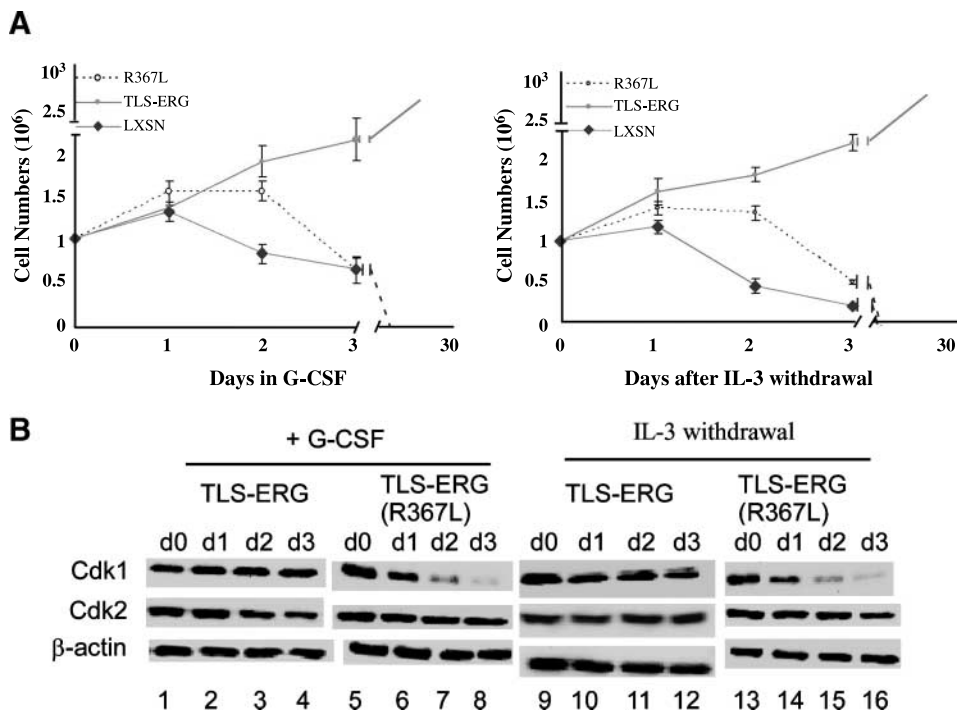 A
10³
2.5
2
1.5
1
0.5
0
Cell Numbers (10⁶)
R367L
TLS-ERG
LXSN
0 1 2 3 30
Days in G-CSF
10³
2.5
2
1.5
1
0.5
0
Cell Numbers (10⁶)
R367L
TLS-ERG
LXSN
0 1 2 3 30
Days after IL-3 withdrawal
B
+ G-CSF
IL-3 withdrawal
TLS-ERG
TLS-ERG
(R367L)
TLS-ERG
TLS-ERG
(R367L)
d0 d1 d2 d3 d0 d1 d2 d3 d0 d1 d2 d3 d0 d1 d2 d3
Cdk1
Cdk2
β-actin
1 2 3 4 5 6 7 8 9 10 11 12 13 14 15 16